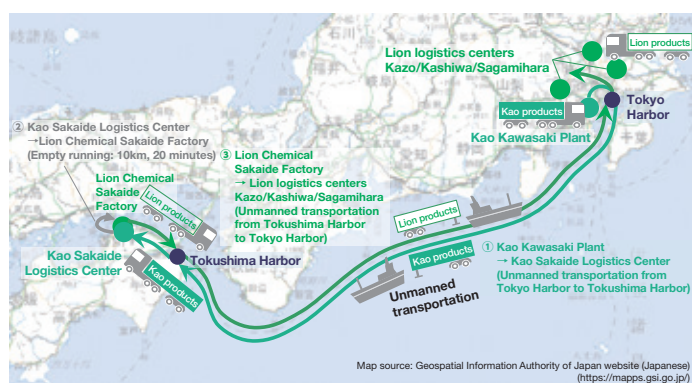 Lion logistics centers
Kazo/Kashiwa/Sagamihara
Lion products
Kao products
Tokyo
Harbor
Kao Kawasaki Plant
② Kao Sakaide Logistics Center
→Lion Chemical Sakaide Factory
(Empty running: 10km, 20 minutes)
③ Lion Chemical
Sakaide Factory
→ Lion logistics centers
Kazo/Kashiwa/Sagamihara
(Unmanned transportation
from Tokushima Harbor
to Tokyo Harbor)
Lion Chemical
Sakaide
Factory
Lion products
Kao Sakaide
Logistics Center
Tokushima Harbor
Kao products
Lion products
Kao products
Unmanned
transportation
① Kao Kawasaki Plant
→ Kao Sakaide Logistics Center
(Unmanned transportation from
Tokyo Harbor to Tokushima Harbor)
Map source: Geospatial Information Authority of Japan website (Japanese)
(https://mapps.gsi.go.jp/)